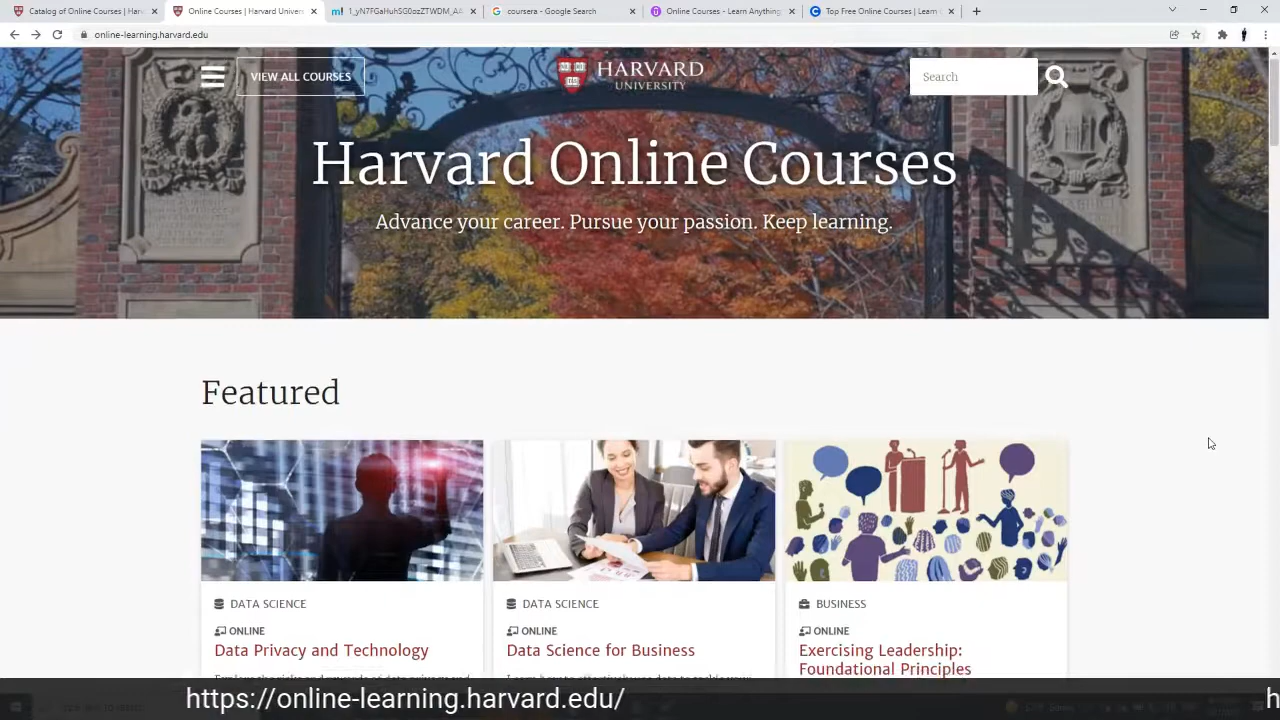 Catalog of Online Courses | Harv
Online Courses | Harvard Univer
1_yN7FGaHuhSG0ozZTWDM_A
coursera - Google Search
Online Courses - Learn Anything
Top Free Online Courses | Learn
online-learning.harvard.edu
VIEW ALL COURSES
HARVARD
UNIVERSITY
Search
Harvard Online Courses
Advance your career. Pursue your passion. Keep learning.
Featured
DATA SCIENCE
ONLINE
Data Privacy and Technology
DATA SCIENCE
ONLINE
Data Science for Business
BUSINESS
ONLINE
Exercising Leadership:
Foundational Principles
https://online-learning.harvard.edu/
h